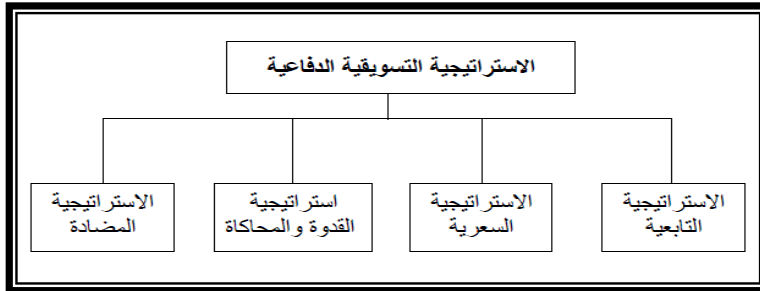 الاستراتيجية التسويقية الدفاعية
الاستراتيجية
التابعية
الاستراتيجية
السعرية
استراتيجية
القدوة والمحاكاة
الاستراتيجية
المضادة